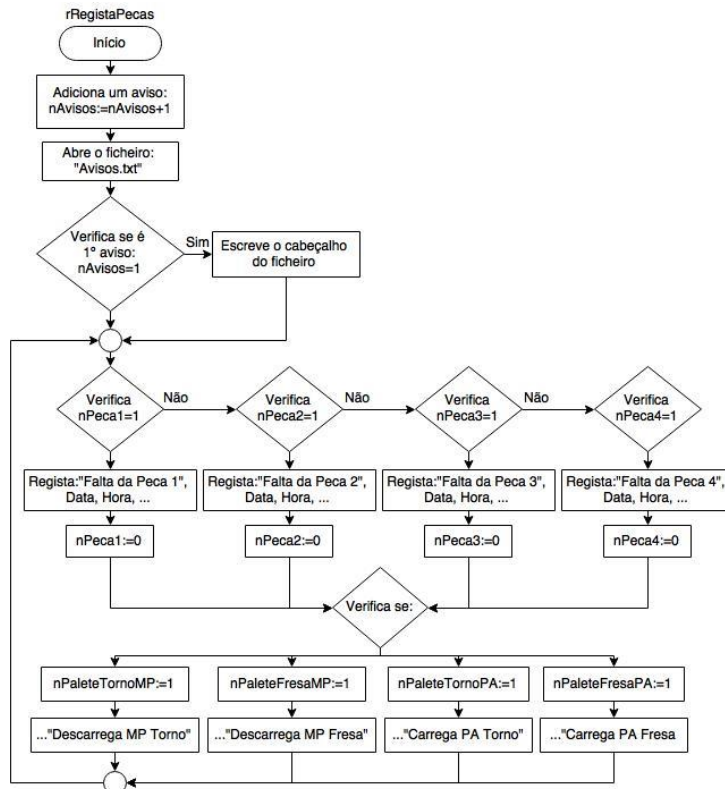 rRegistaPecas
Início
Adiciona um aviso:
nAvisos:=nAvisos+1
Abre o ficheiro:
"Avisos.txt"
Verifica se é
1º aviso:
nAvisos=1
Sim
Escreve o cabeçalho
do ficheiro
Verifica
nPeca1=1
Não
Verifica
nPeca2=1
Não
Verifica
nPeca3=1
Não
Verifica
nPeca4=1
Regista:"Falta da Peca 1",
Data, Hora, ...
Regista:"Falta da Peca 2",
Data, Hora, ...
Regista:"Falta da Peca 3",
Data, Hora, ...
Regista:"Falta da Peca 4",
Data, Hora, ...
nPeca1:=0
nPeca2:=0
nPeca3:=0
nPeca4:=0
Verifica se:
nPaleteTornoMP:=1
nPaleteFresaMP:=1
nPaleteTornoPA:=1
nPaleteFresaPA:=1
..."Descarrega MP Torno"
..."Descarrega MP Fresa"
..."Carrega PA Torno"
..."Carrega PA Fresa